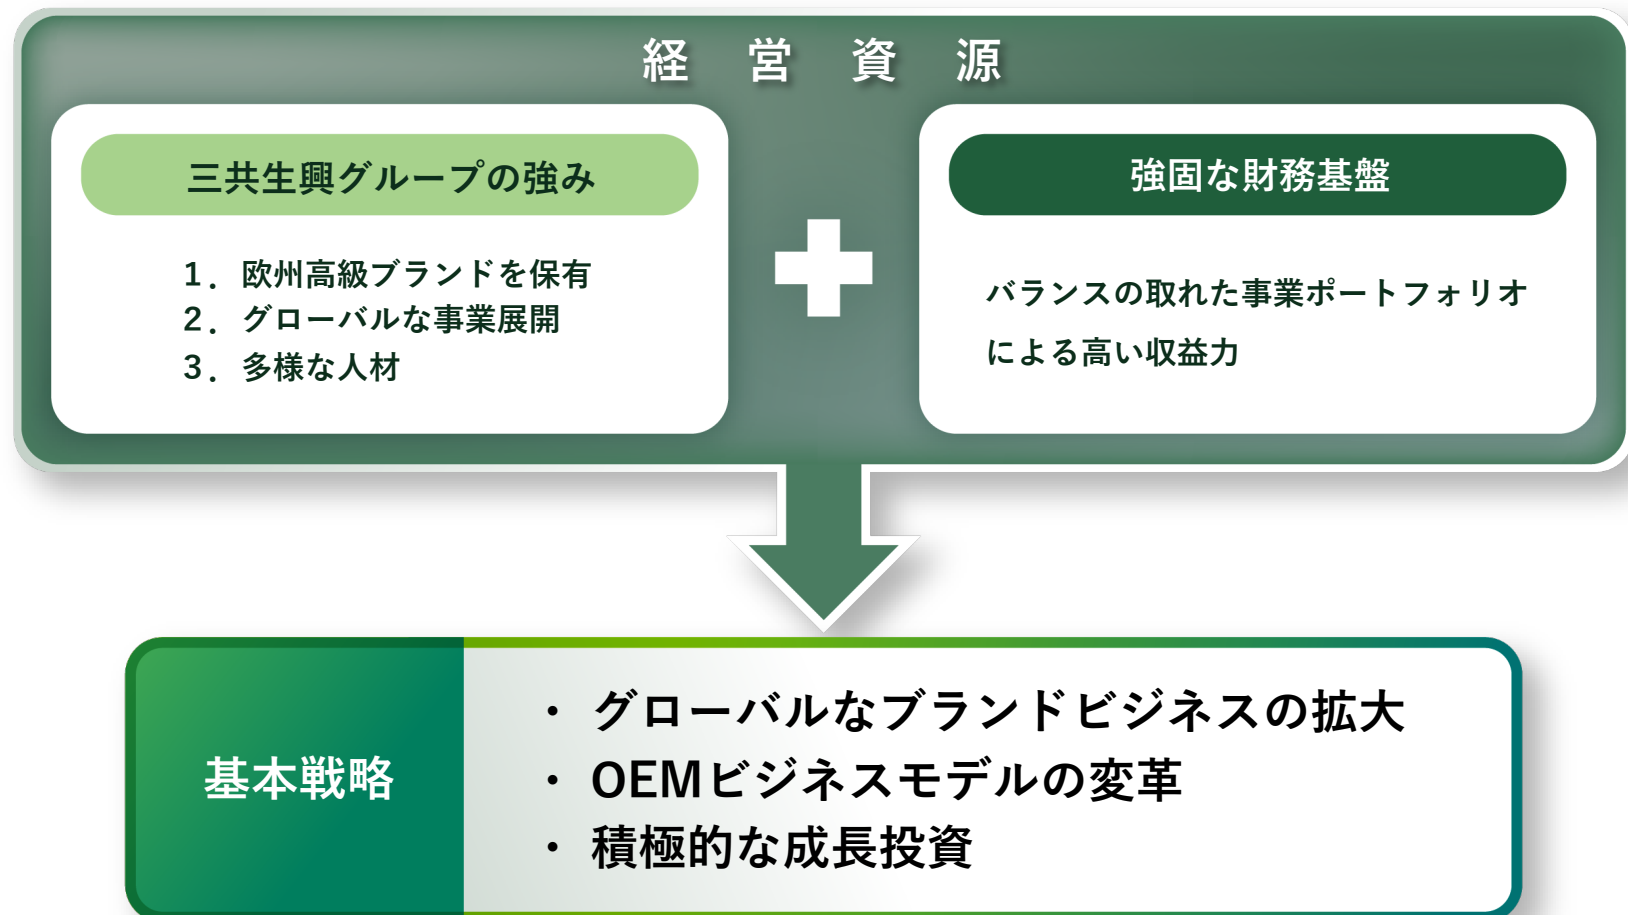 経営資源
三共生興グループの強み
1．欧州高級ブランドを保有
2．グローバルな事業展開
3．多様な人材
強固な財務基盤
バランスの取れた事業ポートフォリオ
による高い収益力
基本戦略
・ グローバルなブランドビジネスの拡大
・ OEMビジネスモデルの変革
・ 積極的な成長投資